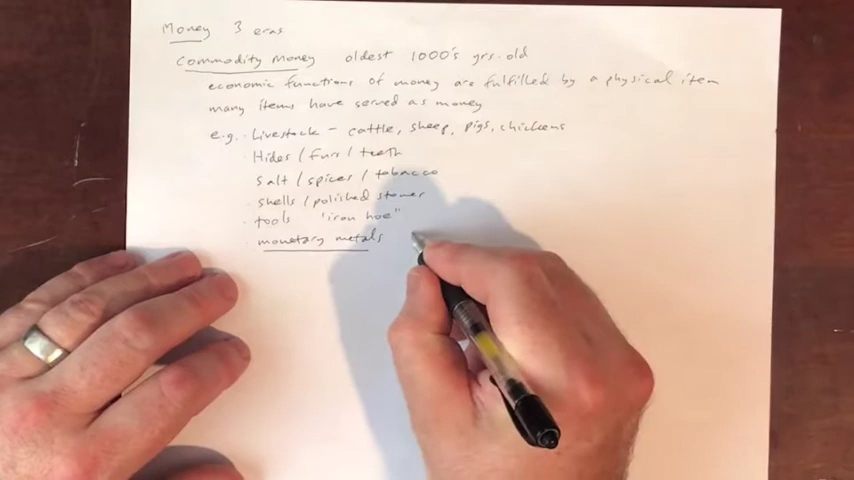 Money 3 eras
Commodity Money oldest 1000's yrs. old
economic functions of money are fulfilled by a physical item
many items have served as money
e.g. · Livestock - cattle, sheep, pigs, chickens
· Hides / furs / teeth
salt / spices / tobacco
· shells / polished stones
· tools "iron hoe"
· monetary metals